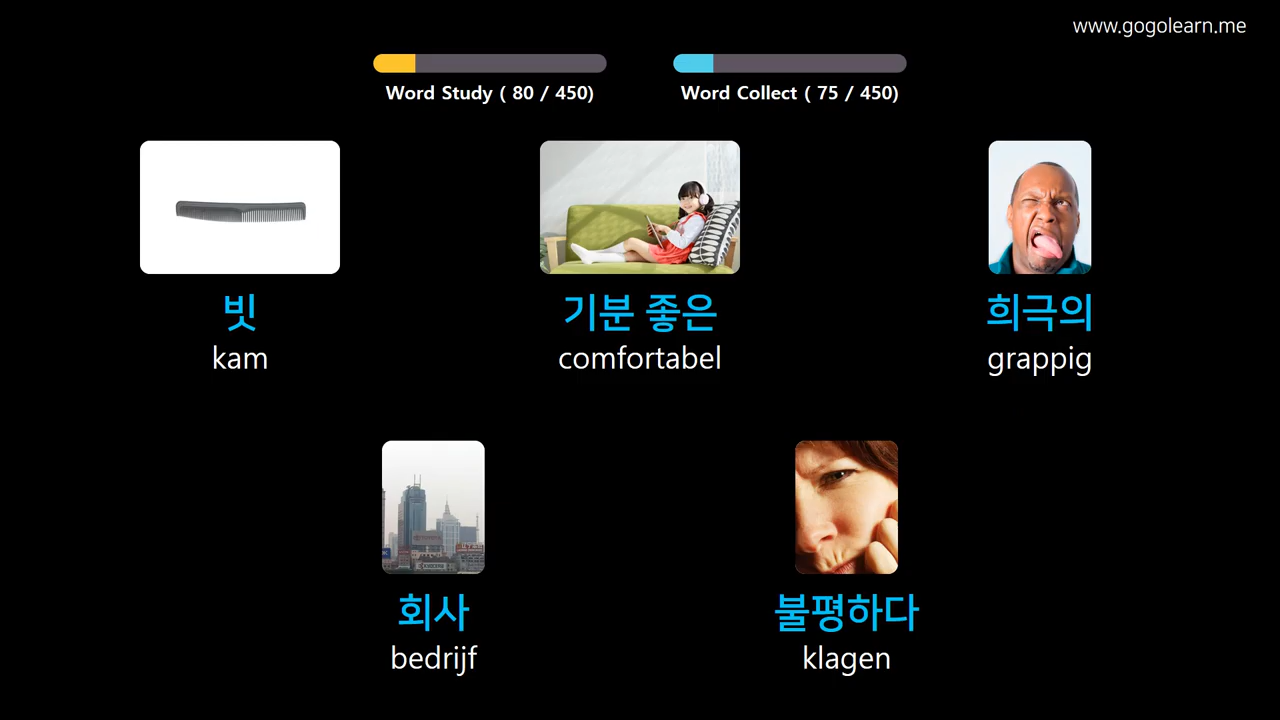 www.gogolearn.me
Word Study ( 80 / 450)
Word Collect ( 75 / 450)
빗
kam
기분 좋은
comfortabel
희극의
grappig
회사
bedrijf
불평하다
klagen